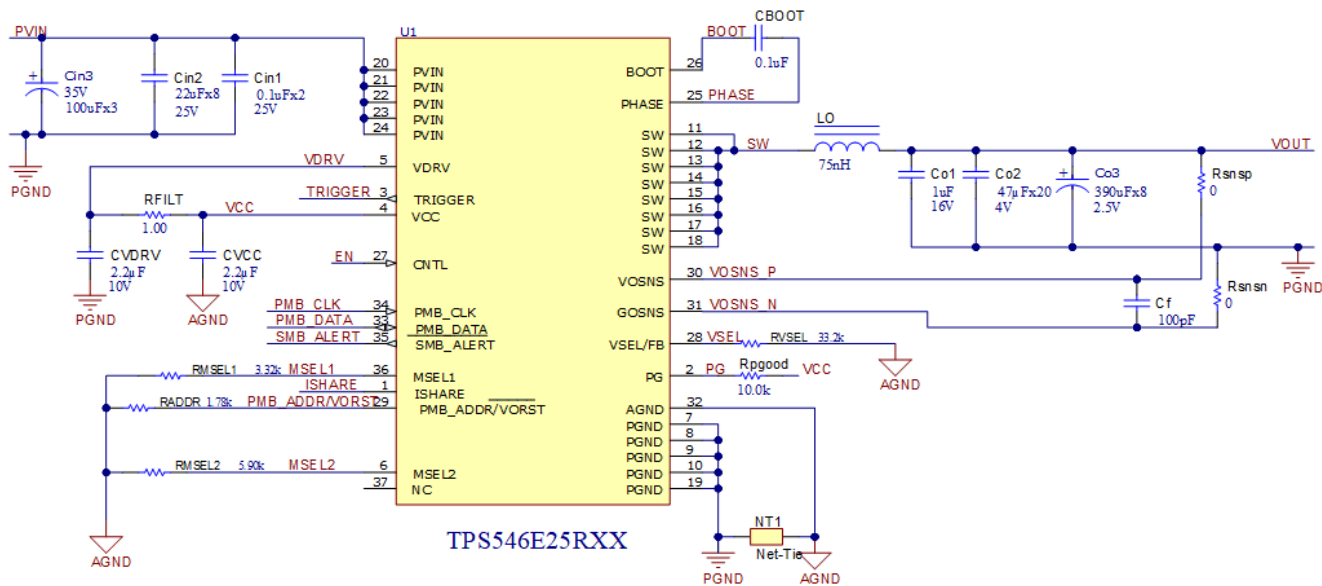 PVIN
Cin3
35V
100uFx3
Cin2
22uFx8
25V
Cin1
0.1uFx2
25V
PGND
VDRV
RFILT
1.00
VCC
CVDRV
2.2µF
10V
PGND
CVCC
2.2µF
10V
AGND
TRIGGER
EN
PMB_CLK
PMB_DATA
SMB_ALERT
RMSEL1 3.32k MSEL1
ISHARE
RADDR 1.78k PMB_ADDR/VORST
RMSEL2 5.90k MSEL2
AGND
U1
20 PVIN
21 PVIN
22 PVIN
23 PVIN
24 PVIN
5 VDRV
3 TRIGGER
4 VCC
27 CNTL
34 PMB_CLK
33 PMB_DATA
35 SMB_ALERT
36 MSEL1
1 ISHARE
29 PMB_ADDR/VORST
6 MSEL2
37 NC
BOOT 26
PHASE 25
SW 11
SW 12
SW 13
SW 14
SW 15
SW 16
SW 17
SW 18
VOSNS 30
GOSNS 31
VSEL/FB 28
PG 2
AGND 32
PGND 7
PGND 8
PGND 9
PGND 10
PGND 19
TPS546E25RXX
BOOT
CBOOT
0.1uF
PHASE
SW
LO
75nH
VOUT
Co1
1uF
16V
Co2
47µFx20
4V
Co3
390uFx8
2.5V
Rsnsp
0
PGND
VOSNS_P
VOSNS_N
Cf
100pF
Rsnsn
0
VSEL RVSEL 33.2k
AGND
PG Rpgood VCC
10.0k
NT1
Net-Tie
PGND
AGND